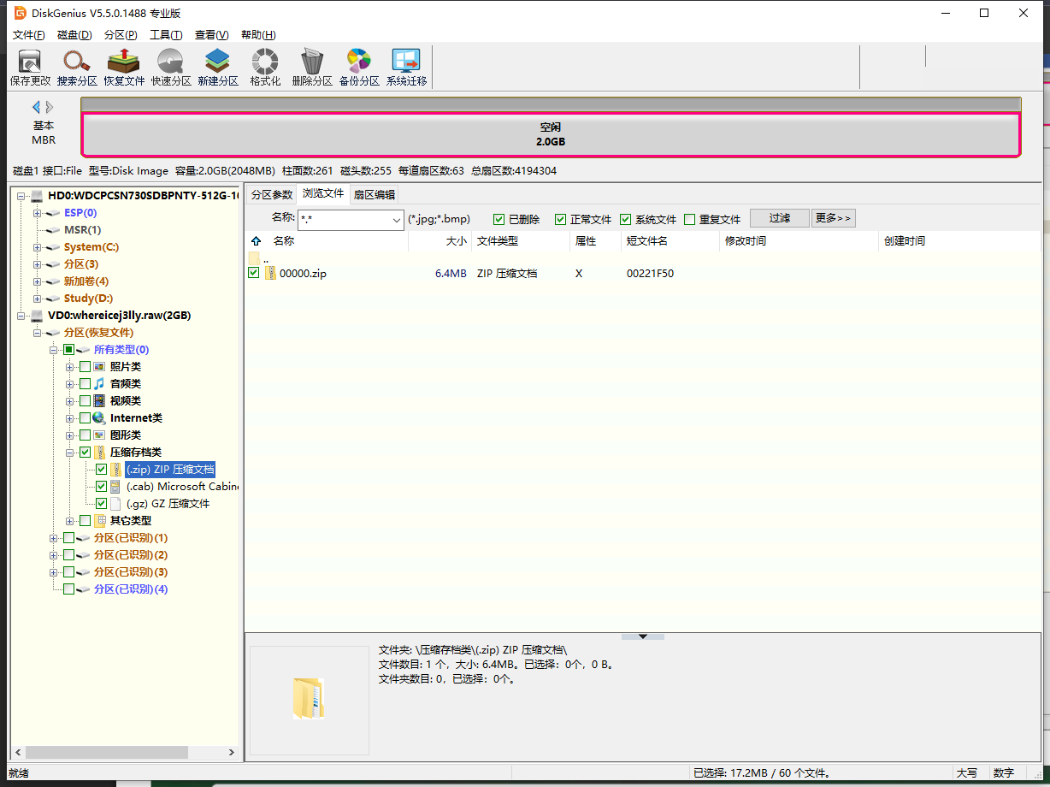 DiskGenius V5.5.0.1488 专业版
文件(F) 磁盘(D) 分区(P) 工具(T) 查看(V) 帮助(H)
保存更改 搜索分区 恢复文件 快速分区 新建分区 格式化 删除分区 备份分区 系统迁移
基本
MBR
空闲
2.0GB
磁盘1 接口:File 型号:Disk Image 容量:2.0GB(2048MB) 柱面数:261 磁头数:255 每道扇区数:63 总扇区数:4194304
HD0:WDCPCSN730SDBPNTY-512G-1
ESP(0)
MSR(1)
System(C:)
分区(3)
新加卷(4)
Study(D:)
VD0:whereicej3lly.raw(2GB)
分区(恢复文件)
所有类型(0)
照片类
音频类
视频类
Internet类
图形类
压缩存档类
(.zip) ZIP 压缩文档
(.cab) Microsoft Cabin
(.gz) GZ 压缩文件
其它类型
分区(已识别)(1)
分区(已识别)(2)
分区(已识别)(3)
分区(已识别)(4)
分区参数 浏览文件 扇区编辑
名称: *.* (*.jpg;*.bmp) 已删除 正常文件 系统文件 重复文件 过滤 更多>>
名称 大小 文件类型 属性 短文件名 修改时间 创建时间
..
00000.zip 6.4MB ZIP 压缩文档 X 00221F50
文件夹: \压缩存档类\(.zip) ZIP 压缩文档\
文件数目: 1 个，大小: 6.4MB。已选择：0个，0 B。
文件夹数目: 0，已选择：0个。
就绪 已选择: 17.2MB / 60 个文件。 大写 数字